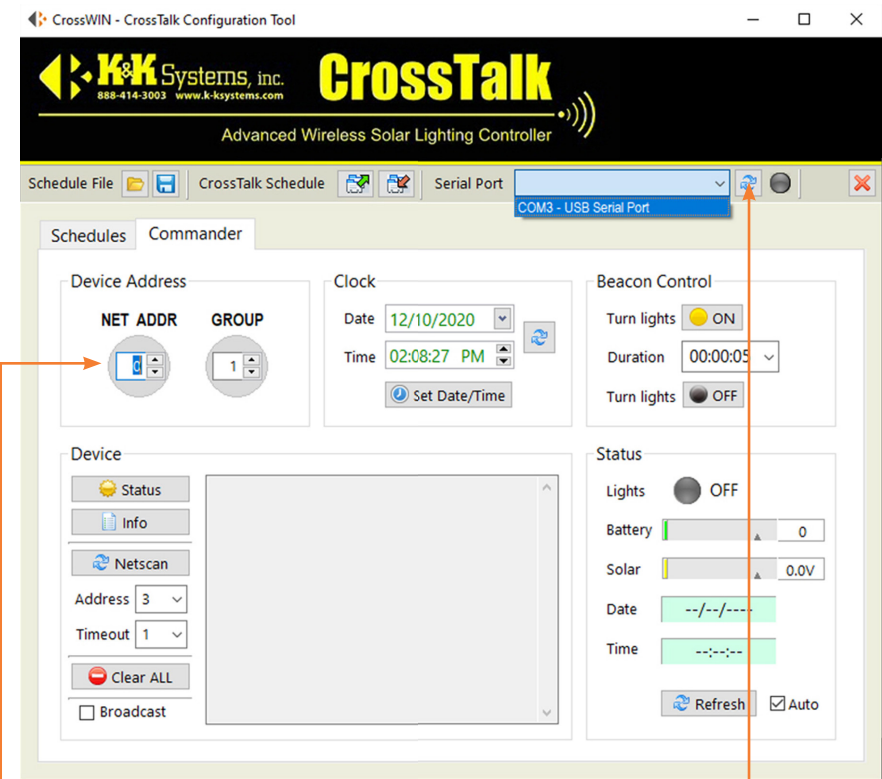 CrossWIN - CrossTalk Configuration Tool
K&K Systems, inc.
888-414-3003 www.k-ksystems.com
CrossTalk
Advanced Wireless Solar Lighting Controller
Schedule File CrossTalk Schedule Serial Port
COM3 - USB Serial Port
Schedules Commander
Device Address
NET ADDR GROUP
0 1
Clock
Date 12/10/2020
Time 02:08:27 PM
Set Date/Time
Beacon Control
Turn lights ON
Duration 00:00:05
Turn lights OFF
Device
Status
Info
Netscan
Address 3
Timeout 1
Clear ALL
Broadcast
Status
Lights OFF
Battery 0
Solar 0.0V
Date --/--/----
Time --:--:--
Refresh Auto